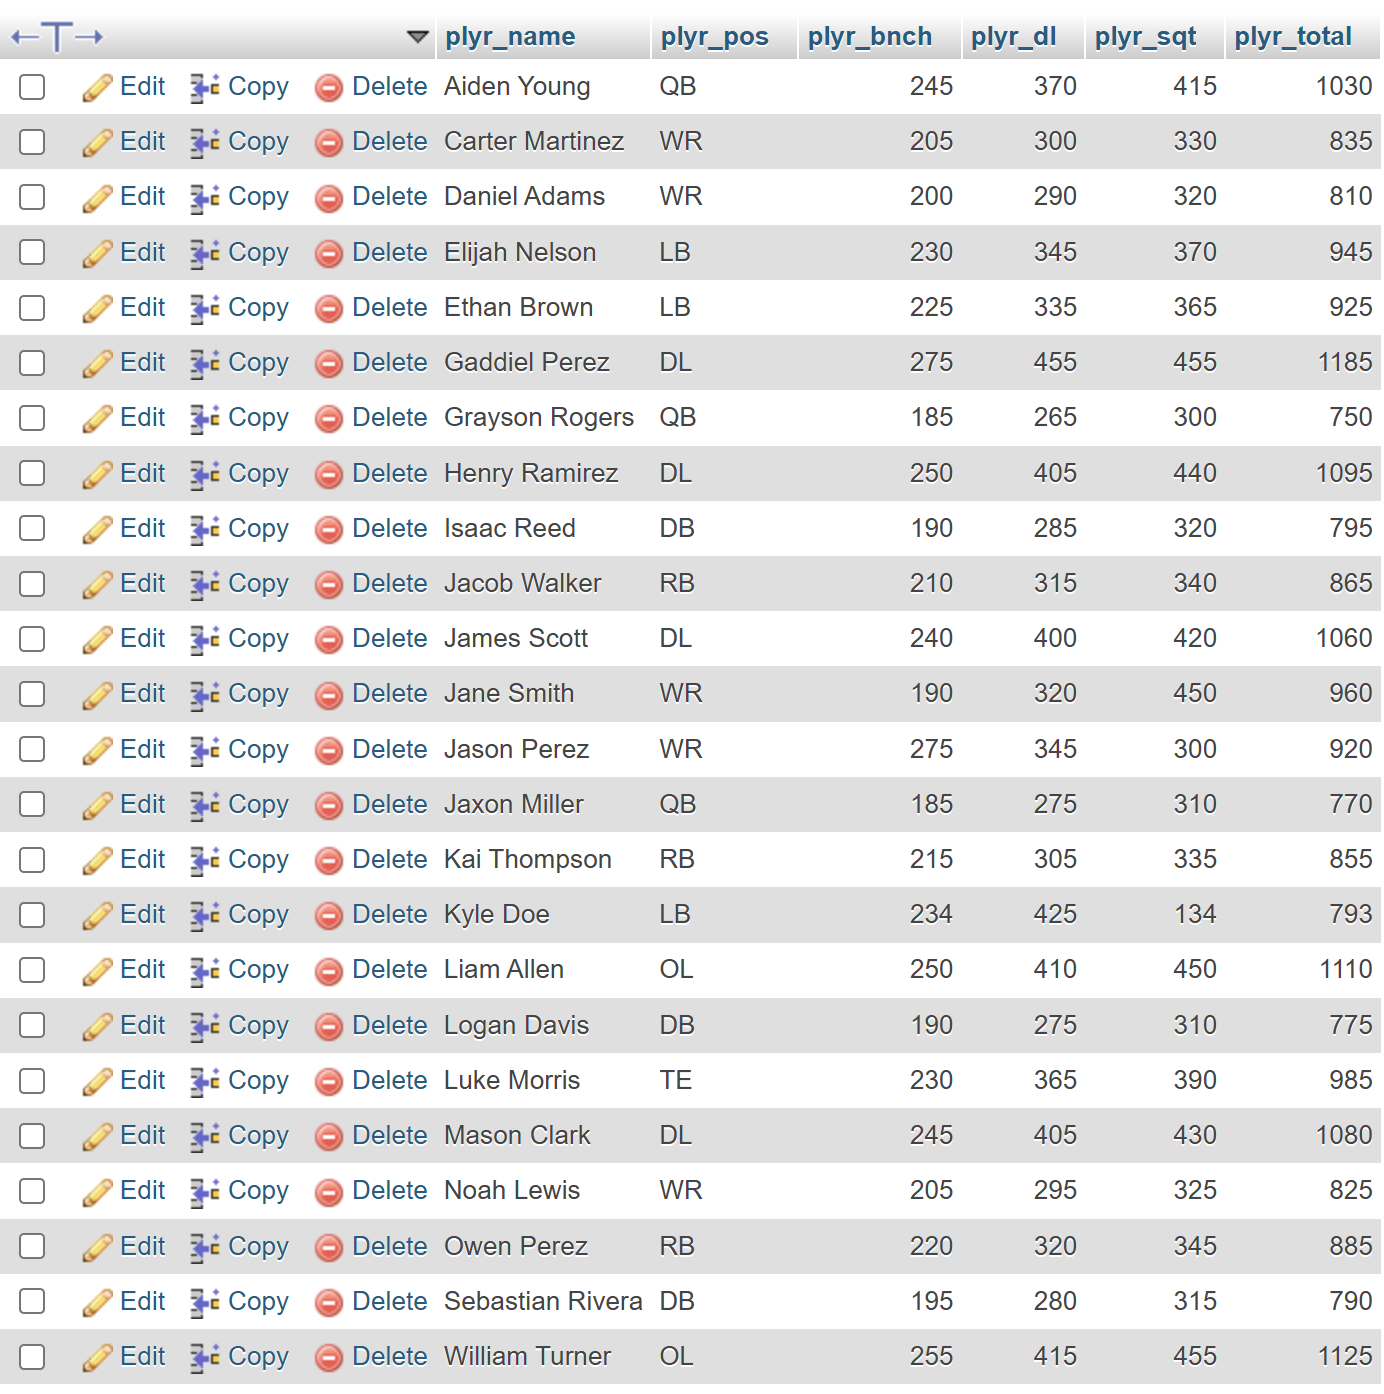 plyr_name plyr_pos plyr_bnch plyr_dl plyr_sqt plyr_total
Edit Copy Delete Aiden Young QB 245 370 415 1030
Edit Copy Delete Carter Martinez WR 205 300 330 835
Edit Copy Delete Daniel Adams WR 200 290 320 810
Edit Copy Delete Elijah Nelson LB 230 345 370 945
Edit Copy Delete Ethan Brown LB 225 335 365 925
Edit Copy Delete Gaddiel Perez DL 275 455 455 1185
Edit Copy Delete Grayson Rogers QB 185 265 300 750
Edit Copy Delete Henry Ramirez DL 250 405 440 1095
Edit Copy Delete Isaac Reed DB 190 285 320 795
Edit Copy Delete Jacob Walker RB 210 315 340 865
Edit Copy Delete James Scott DL 240 400 420 1060
Edit Copy Delete Jane Smith WR 190 320 450 960
Edit Copy Delete Jason Perez WR 275 345 300 920
Edit Copy Delete Jaxon Miller QB 185 275 310 770
Edit Copy Delete Kai Thompson RB 215 305 335 855
Edit Copy Delete Kyle Doe LB 234 425 134 793
Edit Copy Delete Liam Allen OL 250 410 450 1110
Edit Copy Delete Logan Davis DB 190 275 310 775
Edit Copy Delete Luke Morris TE 230 365 390 985
Edit Copy Delete Mason Clark DL 245 405 430 1080
Edit Copy Delete Noah Lewis WR 205 295 325 825
Edit Copy Delete Owen Perez RB 220 320 345 885
Edit Copy Delete Sebastian Rivera DB 195 280 315 790
Edit Copy Delete William Turner OL 255 415 455 1125